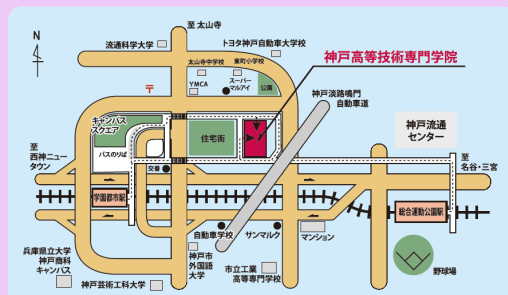 至 太山寺
N
流通科学大学
トヨタ神戸自動車大学校
太山寺中学校
東町小学校
神戸高等技術専門学院
〒
YMCA
スーパー
マルアイ
公園
神戸淡路鳴門
自動車道
キャンパス
スクエア
住宅街
神戸流通
センター
バスのりば
至
西神ニュー
タウン
交番
至
名谷・三宮
学園都市駅
総合運動公園駅
自動車学校
サンマルク
マンション
兵庫県立大学
神戸商科
キャンパス
神戸市
外国語
大学
市立工業
高等専門学校
野球場
神戸芸術工科大学